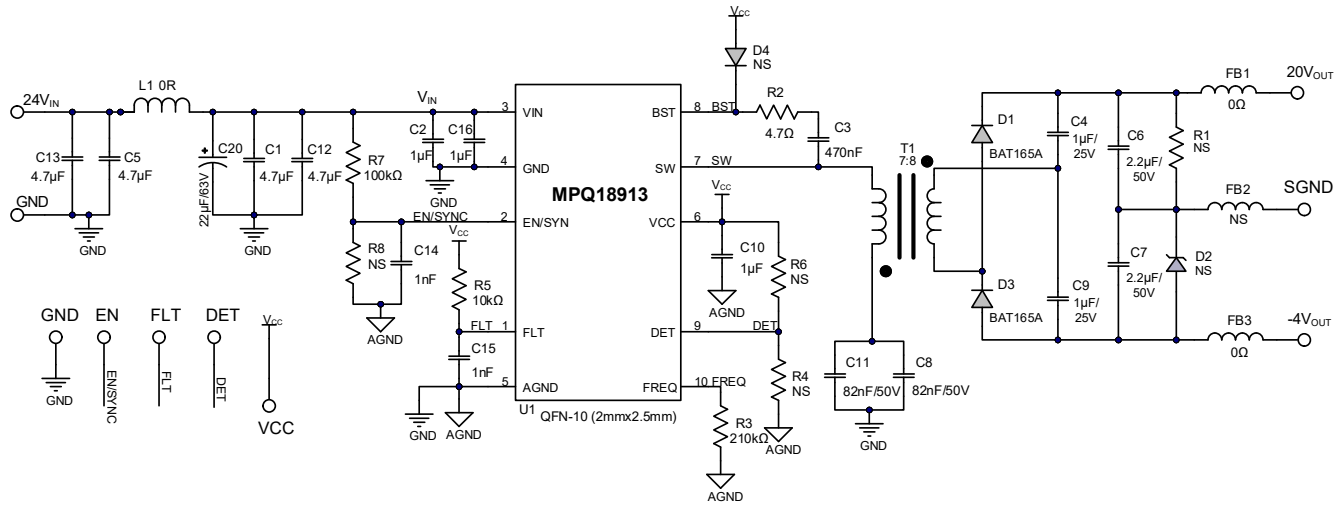 VCC
D4
NS
L1 0R
24VIN
VIN
3
VIN
BST
8
BST
R2
4.7Ω
C3
470nF
FB1
0Ω
20VOUT
C13
4.7µF
C5
4.7µF
C20
22µF/63V
C1
4.7µF
C12
4.7µF
R7
100kΩ
C2
1µF
C16
1µF
4
GND
GND
SW
7
SW
T1
7:8
D1
BAT165A
C4
1µF/
25V
C6
2.2µF/
50V
R1
NS
MPQ18913
GND
GND
GND
EN/SYNC
2
EN/SYN
VCC
6
VCC
FB2
NS
SGND
R8
NS
C14
1nF
AGND
VCC
R5
10kΩ
C10
1µF
AGND
R6
NS
D3
BAT165A
C9
1µF/
25V
C7
2.2µF/
50V
D2
NS
FLT
1
FLT
DET
9
DET
FB3
0Ω
-4VOUT
GND
EN
FLT
DET
VCC
GND
EN/SYNC
FLT
DET
VCC
C15
1nF
5
AGND
GND
AGND
FREQ
10
FREQ
R4
NS
AGND
R3
210kΩ
AGND
C11
82nF/50V
C8
82nF/50V
GND
U1
QFN-10 (2mmx2.5mm)